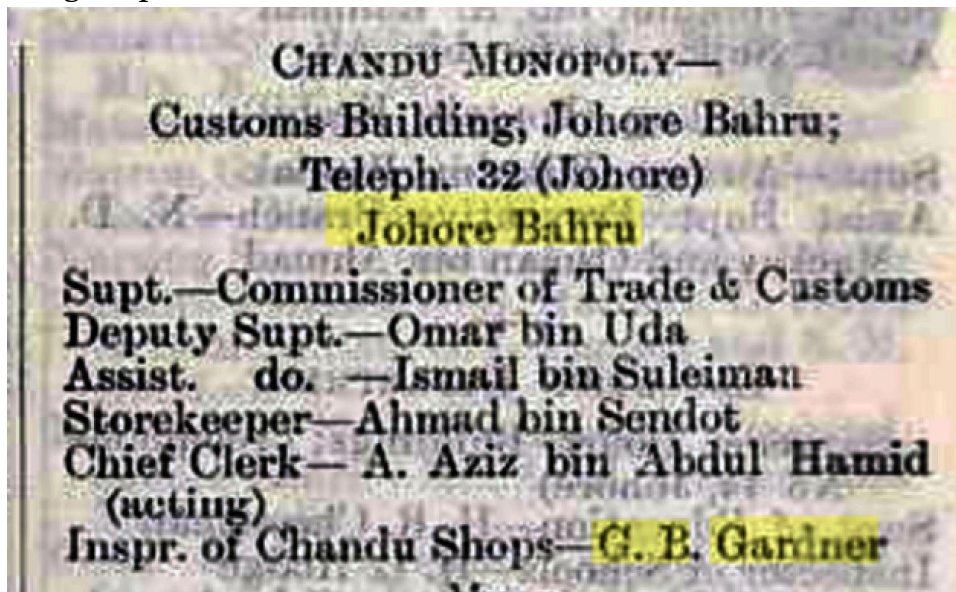 CHANDU MONOPOLY—
Customs Building, Johore Bahru;
Teleph. 32 (Johore)
Johore Bahru
Supt.—Commissioner of Trade & Customs
Deputy Supt.—Omar bin Uda
Assist. do. —Ismail bin Suleiman
Storekeeper—Ahmad bin Sendot
Chief Clerk— A. Aziz bin Abdul Hamid
(acting)
Inspr. of Chandu Shops—G. B. Gardner